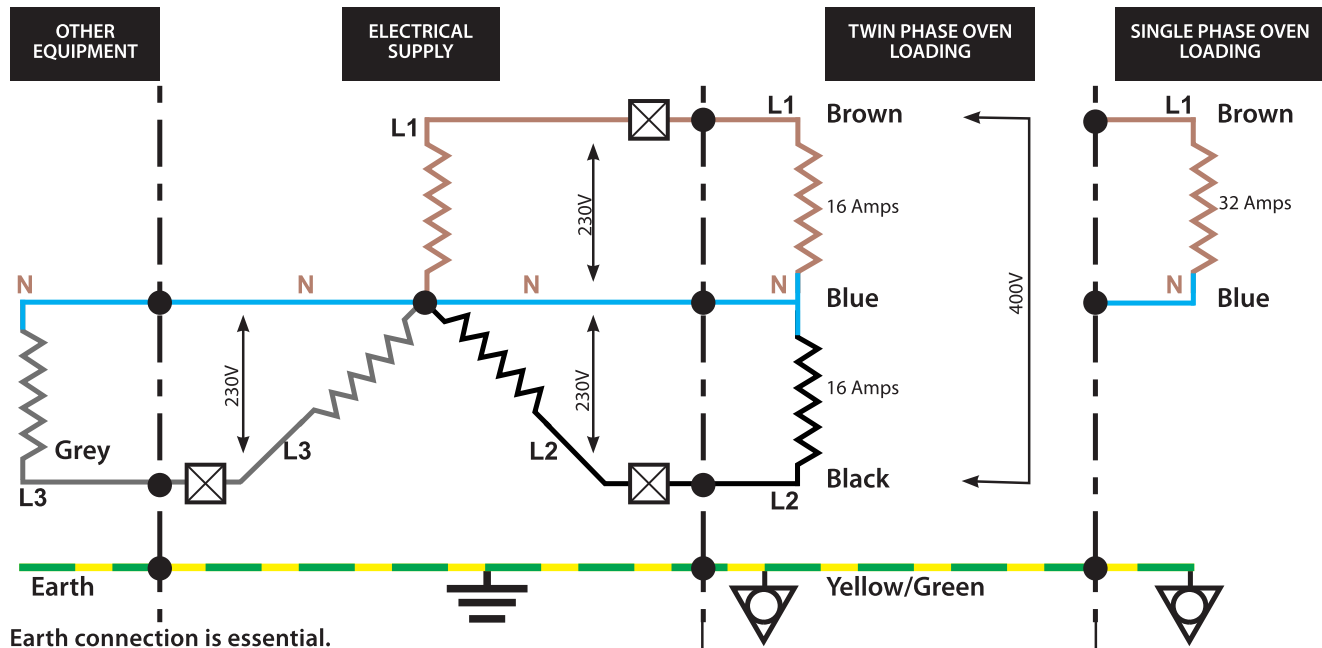 OTHER
EQUIPMENT
ELECTRICAL
SUPPLY
TWIN PHASE OVEN
LOADING
SINGLE PHASE OVEN
LOADING
L1
L1
Brown
L1
Brown
230V
16 Amps
32 Amps
N
N
N
N
Blue
400V
N
Blue
230V
230V
16 Amps
Grey
L3
L2
Black
L3
L2
Earth
Yellow/Green
Earth connection is essential.